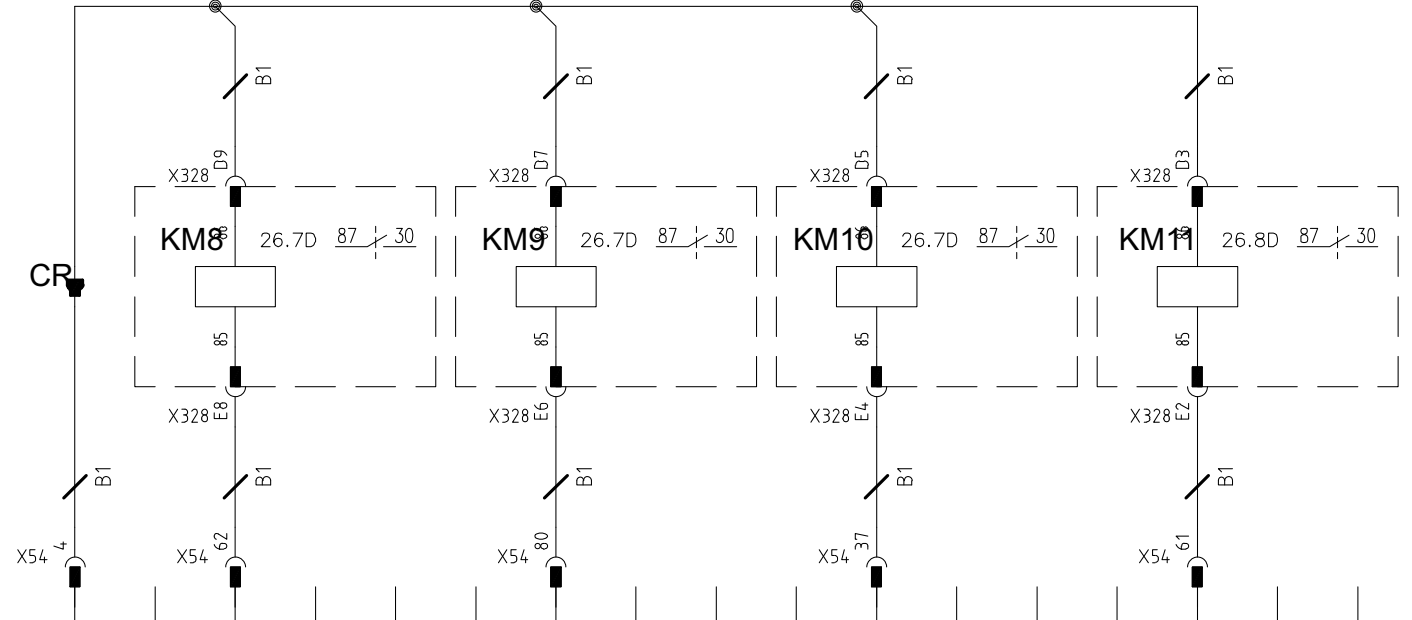 B1 B1 B1 B1
D9 D7 D5 D3
X328 X328 X328 X328
KM8 26.7D 87 30 KM9 26.7D 87 30 KM10 26.7D 87 30 KM11 26.8D 87 30
CR
85 85 85 85
X328 E8 X328 E6 X328 E4 X328 E2
B1 B1 B1 B1 B1
X54 4 X54 62 X54 80 X54 37 X54 61